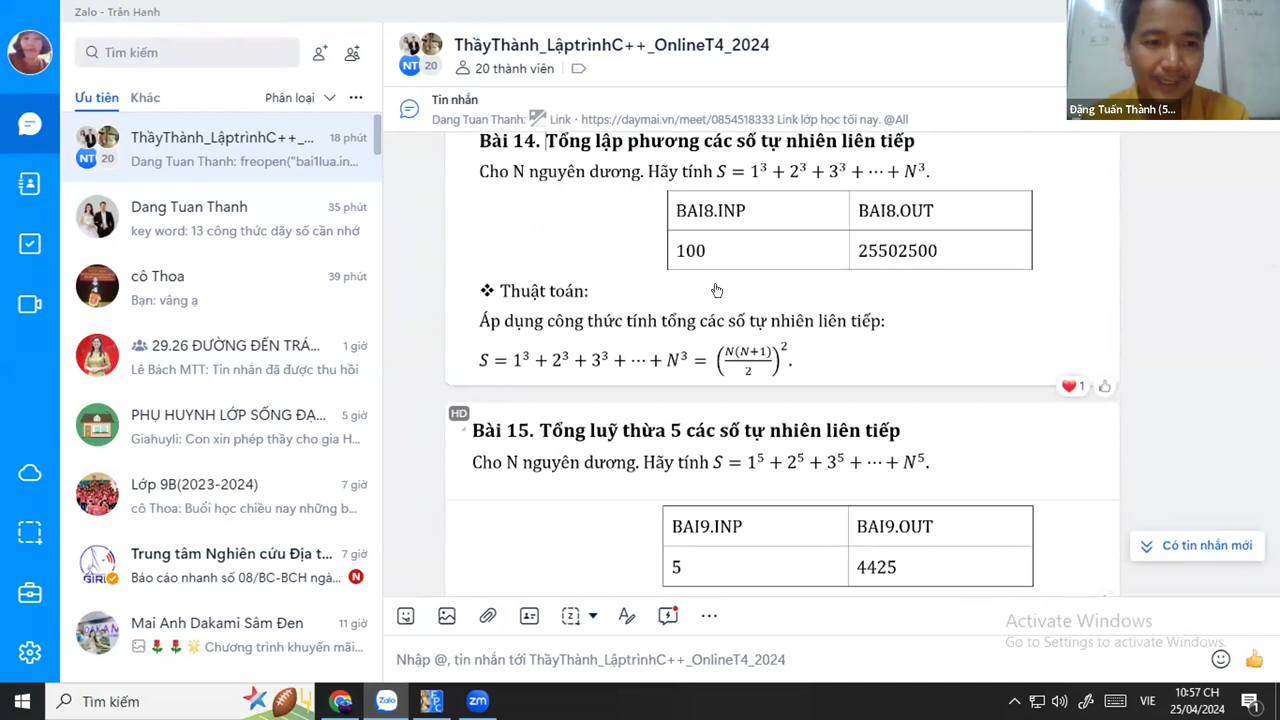 Zalo - Trân Hanh
Tìm kiếm
Ưu tiên
Khác
Phân loại
ThầyThành_LậptrìnhC++_...
18 phút
NT
20
Dang Tuan Thanh: freopen("bai1lua.in...
Dang Tuan Thanh
35 phút
key word: 13 công thức dãy số cần nhớ
cô Thoa
39 phút
Bạn: vâng ạ
29.26 ĐƯỜNG ĐẾN TRÁ...
1 giờ
Lê Bách MTT: Tin nhắn đã được thu hồi
PHỤ HUYNH LỚP SỐNG ĐẠ...
5 giờ
Giahuyli: Con xin phép thầy cho gia H...
Lớp 9B(2023-2024)
7 giờ
cô Thoa: Buổi học chiều nay những b...
Trung tâm Nghiên cứu Địa t...
7 giờ
Báo cáo nhanh số 08/BC-BCH ngà...
N
Mai Anh Dakami Sâm Đen
11 giờ
Chương trình khuyến mãi...
ThầyThành_LậptrìnhC++_OnlineT4_2024
NT
20
20 thành viên
Tin nhắn
Dang Tuan Thanh: Link · https://daymai.vn/meet/0854518333 Link lớp học tối nay. @All
Đặng Tuấn Thành (5...
Bài 14. Tổng lập phương các số tự nhiên liên tiếp
Cho N nguyên dương. Hãy tính S = 1³ + 2³ + 3³ + ⋯ + N³.
BAI8.INP
BAI8.OUT
100
25502500
❖ Thuật toán:
Áp dụng công thức tính tổng các số tự nhiên liên tiếp:
S = 1³ + 2³ + 3³ + ⋯ + N³ = (N(N+1)/2)².
1
HD
Bài 15. Tổng luỹ thừa 5 các số tự nhiên liên tiếp
Cho N nguyên dương. Hãy tính S = 1⁵ + 2⁵ + 3⁵ + ⋯ + N⁵.
BAI9.INP
BAI9.OUT
5
4425
Có tin nhắn mới
Nhập @, tin nhắn tới ThầyThành_LậptrìnhC++_OnlineT4_2024
Activate Windows
Go to Settings to activate Windows.
Tìm kiếm
Zalo
zm
VIE
10:57 CH
25/04/2024
1